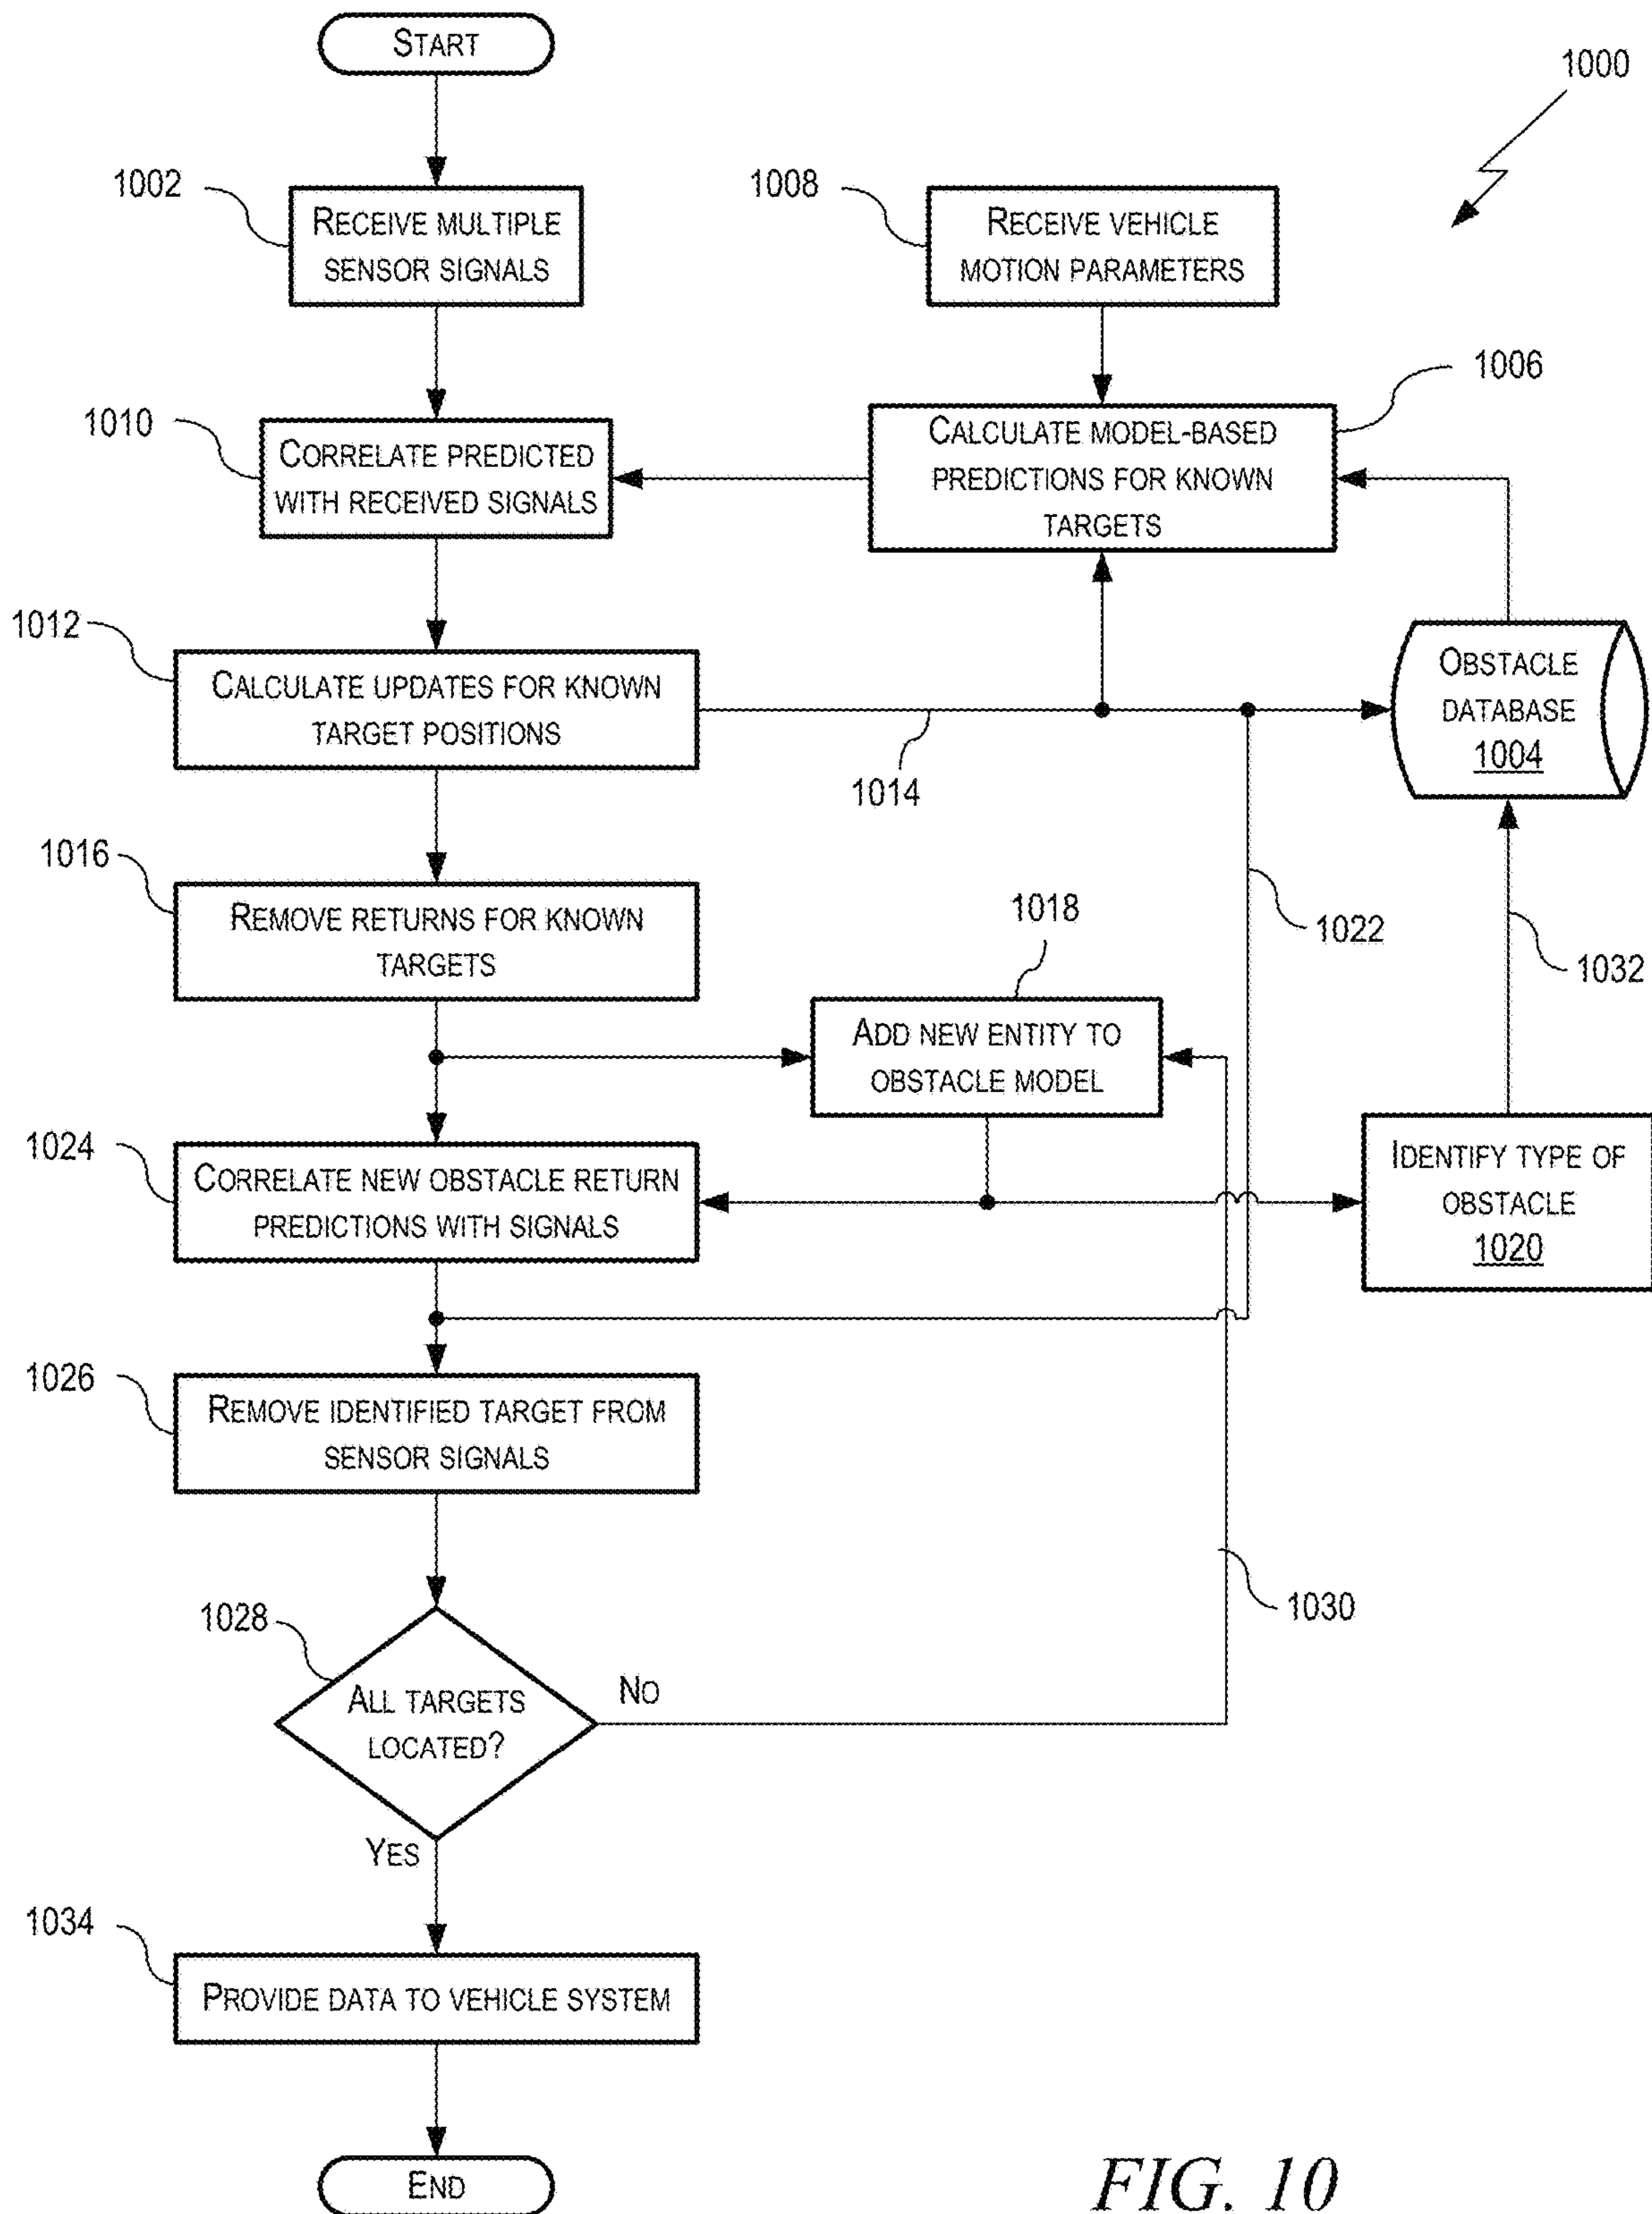 START
1000
1002
RECEIVE MULTIPLE
SENSOR SIGNALS
1008
RECEIVE VEHICLE
MOTION PARAMETERS
1006
CALCULATE MODEL-BASED
PREDICTIONS FOR KNOWN
TARGETS
1010
CORRELATE PREDICTED
WITH RECEIVED SIGNALS
1012
CALCULATE UPDATES FOR KNOWN
TARGET POSITIONS
1014
OBSTACLE
DATABASE
1004
1016
REMOVE RETURNS FOR KNOWN
TARGETS
1018
ADD NEW ENTITY TO
OBSTACLE MODEL
1022
1032
1024
CORRELATE NEW OBSTACLE RETURN
PREDICTIONS WITH SIGNALS
IDENTIFY TYPE OF
OBSTACLE
1020
1026
REMOVE IDENTIFIED TARGET FROM
SENSOR SIGNALS
1028
ALL TARGETS
LOCATED?
NO
1030
YES
1034
PROVIDE DATA TO VEHICLE SYSTEM
END
FIG. 10